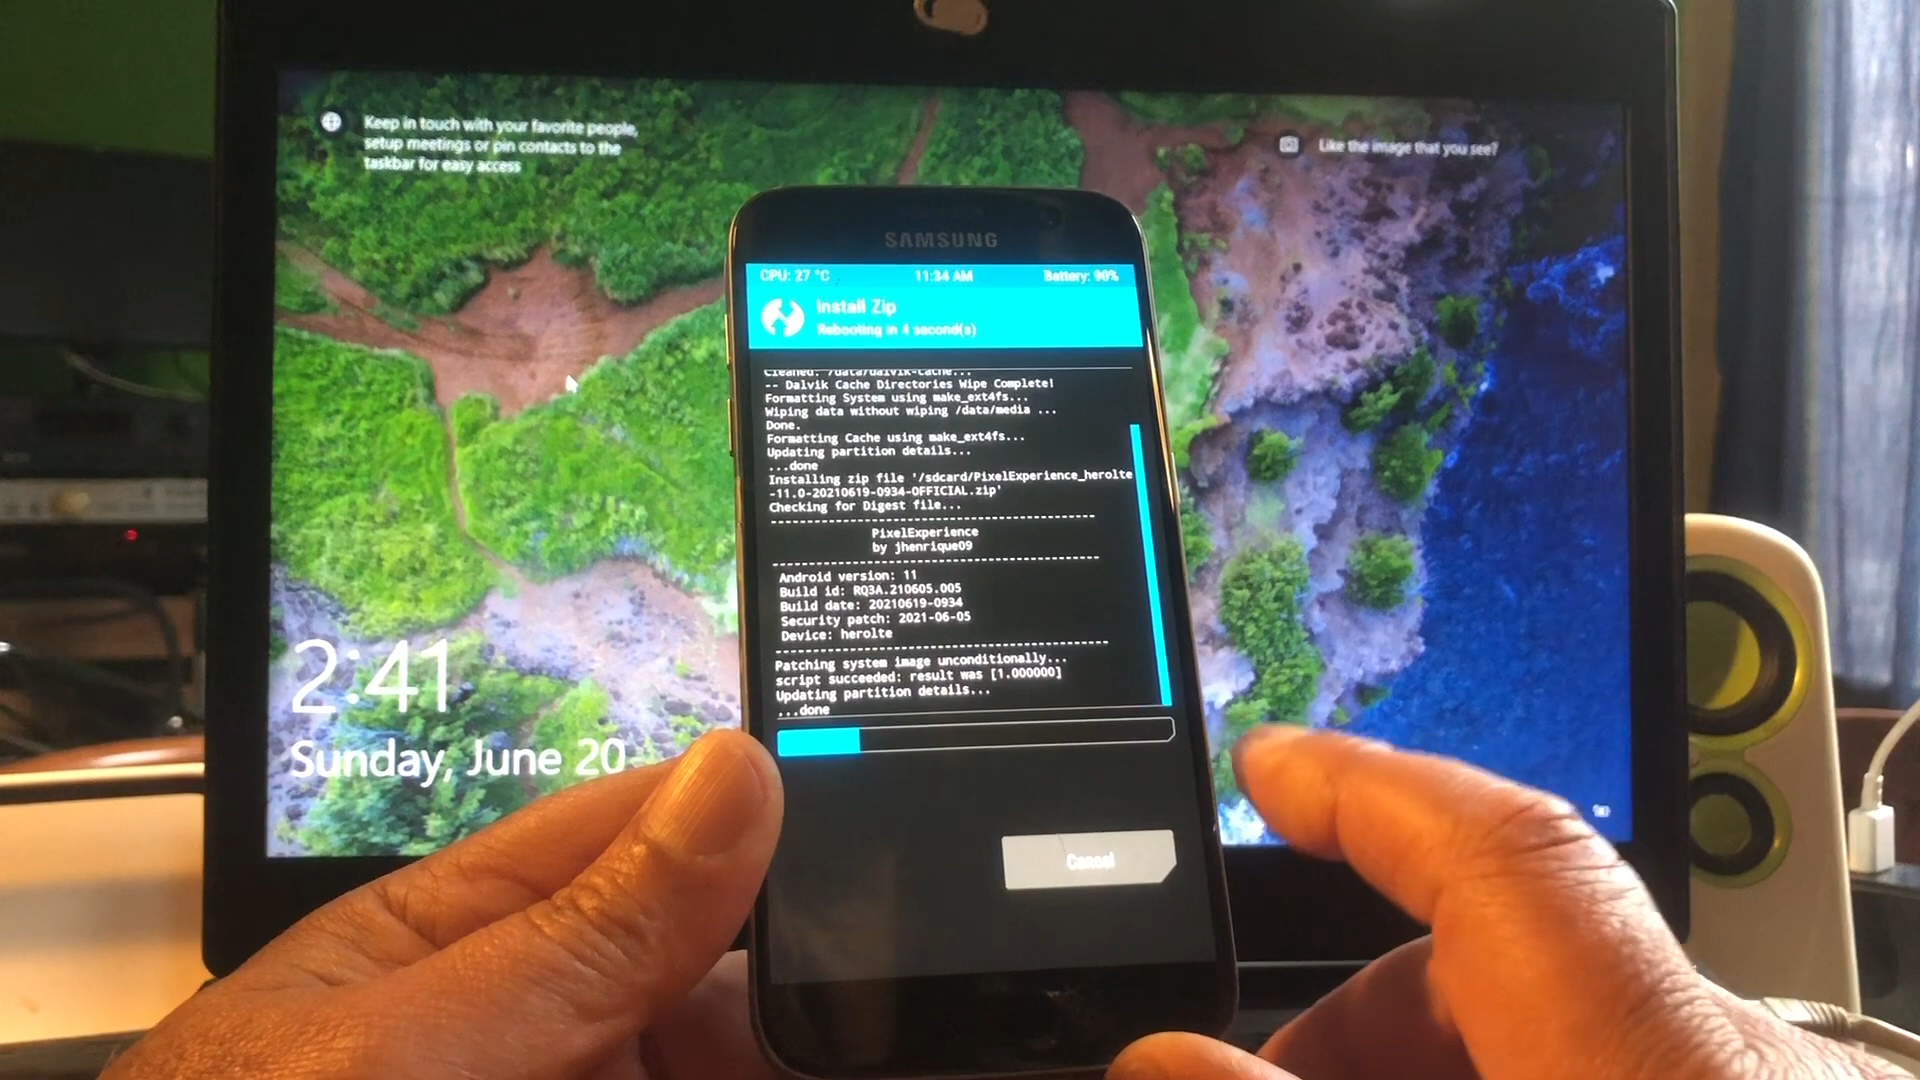 Keep in touch with your favorite people,
setup meetings or pin contacts to the
taskbar for easy access
Like the image that you see?
2:41
Sunday, June 20
SAMSUNG
CPU: 27 °C
11:34 AM
Battery: 90%
Install Zip
Rebooting in 4 second(s)
Cleaned: /data/dalvik-cache...
-- Dalvik Cache Directories Wipe Complete!
Formatting System using make_ext4fs...
Wiping data without wiping /data/media ...
Done.
Formatting Cache using make_ext4fs...
Updating partition details...
...done
Installing zip file '/sdcard/PixelExperience_herolte
-11.0-20210619-0934-OFFICIAL.zip'
Checking for Digest file...
----------------------------------------------
PixelExperience
by jhenrique09
----------------------------------------------
Android version: 11
Build id: RQ3A.210605.005
Build date: 20210619-0934
Security patch: 2021-06-05
Device: herolte
----------------------------------------------
Patching system image unconditionally...
script succeeded: result was [1.000000]
Updating partition details...
...done
Cancel